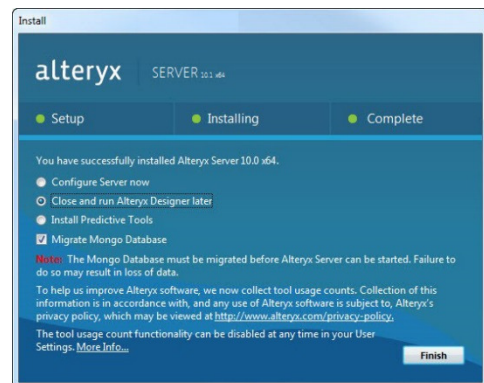 Install
alteryx SERVER 10.1 x64
Setup
Installing
Complete
You have successfully installed Alteryx Server 10.0 x64.
Configure Server now
Close and run Alteryx Designer later
Install Predictive Tools
Migrate Mongo Database
Note: The Mongo Database must be migrated before Alteryx Server can be started. Failure to
do so may result in loss of data.
To help us improve Alteryx software, we now collect tool usage counts. Collection of this
information is in accordance with, and any use of Alteryx software is subject to, Alteryx's
privacy policy, which may be viewed at http://www.alteryx.com/privacy-policy.
The tool usage count functionality can be disabled at any time in your User
Settings. More Info...
Finish